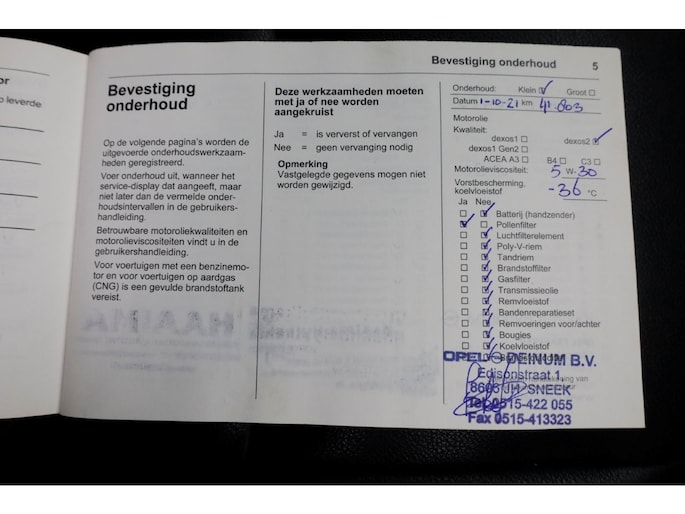 Bevestiging onderhoud 5
or
o leverde
Bevestiging
onderhoud
Op de volgende pagina's worden de
uitgevoerde onderhoudswerkzaam-
heden geregistreerd.
Voer onderhoud uit, wanneer het
service-display dat aangeeft, maar
niet later dan de vermelde onder-
houdsintervallen in de gebruikers-
handleiding.
Betrouwbare motoroliekwaliteiten en
motorolieviscositeiten vindt u in de
gebruikershandleiding.
Voor voertuigen met een benzinemo-
tor en voor voertuigen op aardgas
(CNG) is een gevulde brandstoftank
vereist.
Deze werkzaamheden moeten
met ja of nee worden
aangekruist
Ja = is ververst of vervangen
Nee = geen vervanging nodig
Opmerking
Vastgelegde gegevens mogen niet
worden gewijzigd.
Onderhoud: Klein ☑ Groot ☐
Datum 1-10-21 km 41.803
Motorolie
Kwaliteit:
dexos1 ☐ dexos2 ☑
dexos1 Gen2 ☐
ACEA A3 ☐ B4 ☐ C3 ☐
Motorolieviscositeit: 5 W-30
Vorstbescherming,
koelvloeistof -36 °C
Ja Nee
☐ ☑ Batterij (handzender)
☑ ☐ Pollenfilter
☐ ☑ Luchtfilterelement
☐ ☑ Poly-V-riem
☐ ☑ Tandriem
☐ ☑ Brandstoffilter
☐ ☑ Gasfilter
☐ ☑ Transmissieolie
☐ ☑ Remvloeistof
☐ ☑ Bandenreparatieset
☐ ☑ Remvoeringen voor/achter
☐ ☑ Bougies
☐ ☑ Koelvloeistof
OPEL DEINUM B.V.
Edisonstraat 1
8606 JH SNEEK
Tel 0515-422 055
Fax 0515-413323